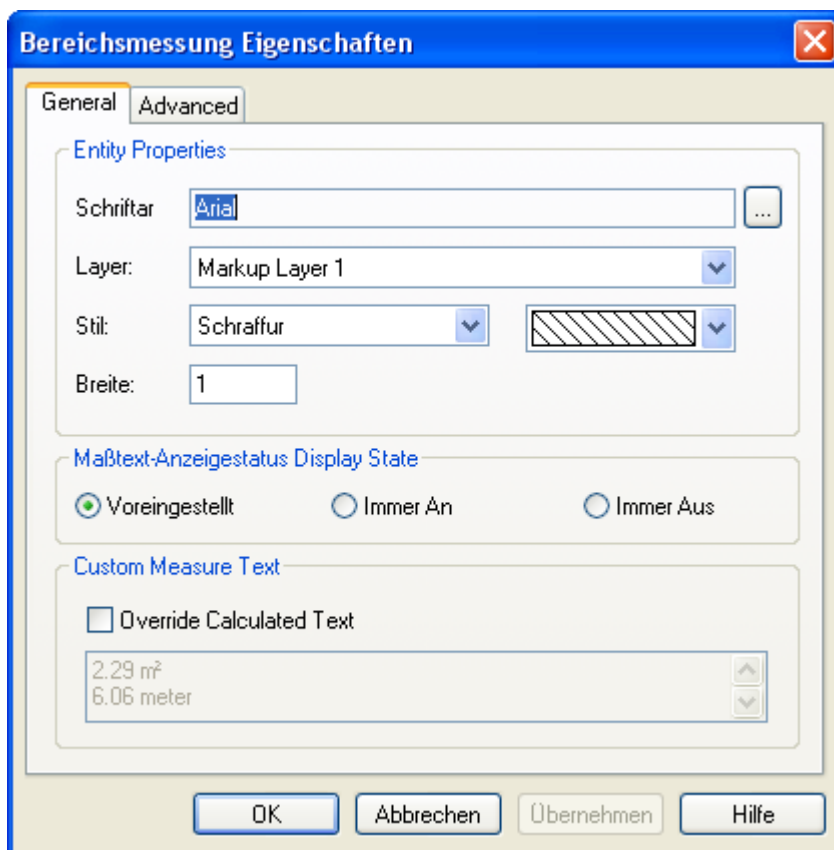 Bereichsmessung Eigenschaften
General Advanced
Entity Properties
Schriftar Arial ...
Layer: Markup Layer 1
Stil: Schraffur
Breite: 1
Maßtext-Anzeigestatus Display State
Voreingestellt Immer An Immer Aus
Custom Measure Text
Override Calculated Text
2.29 m²
6.06 meter
OK Abbrechen Übernehmen Hilfe